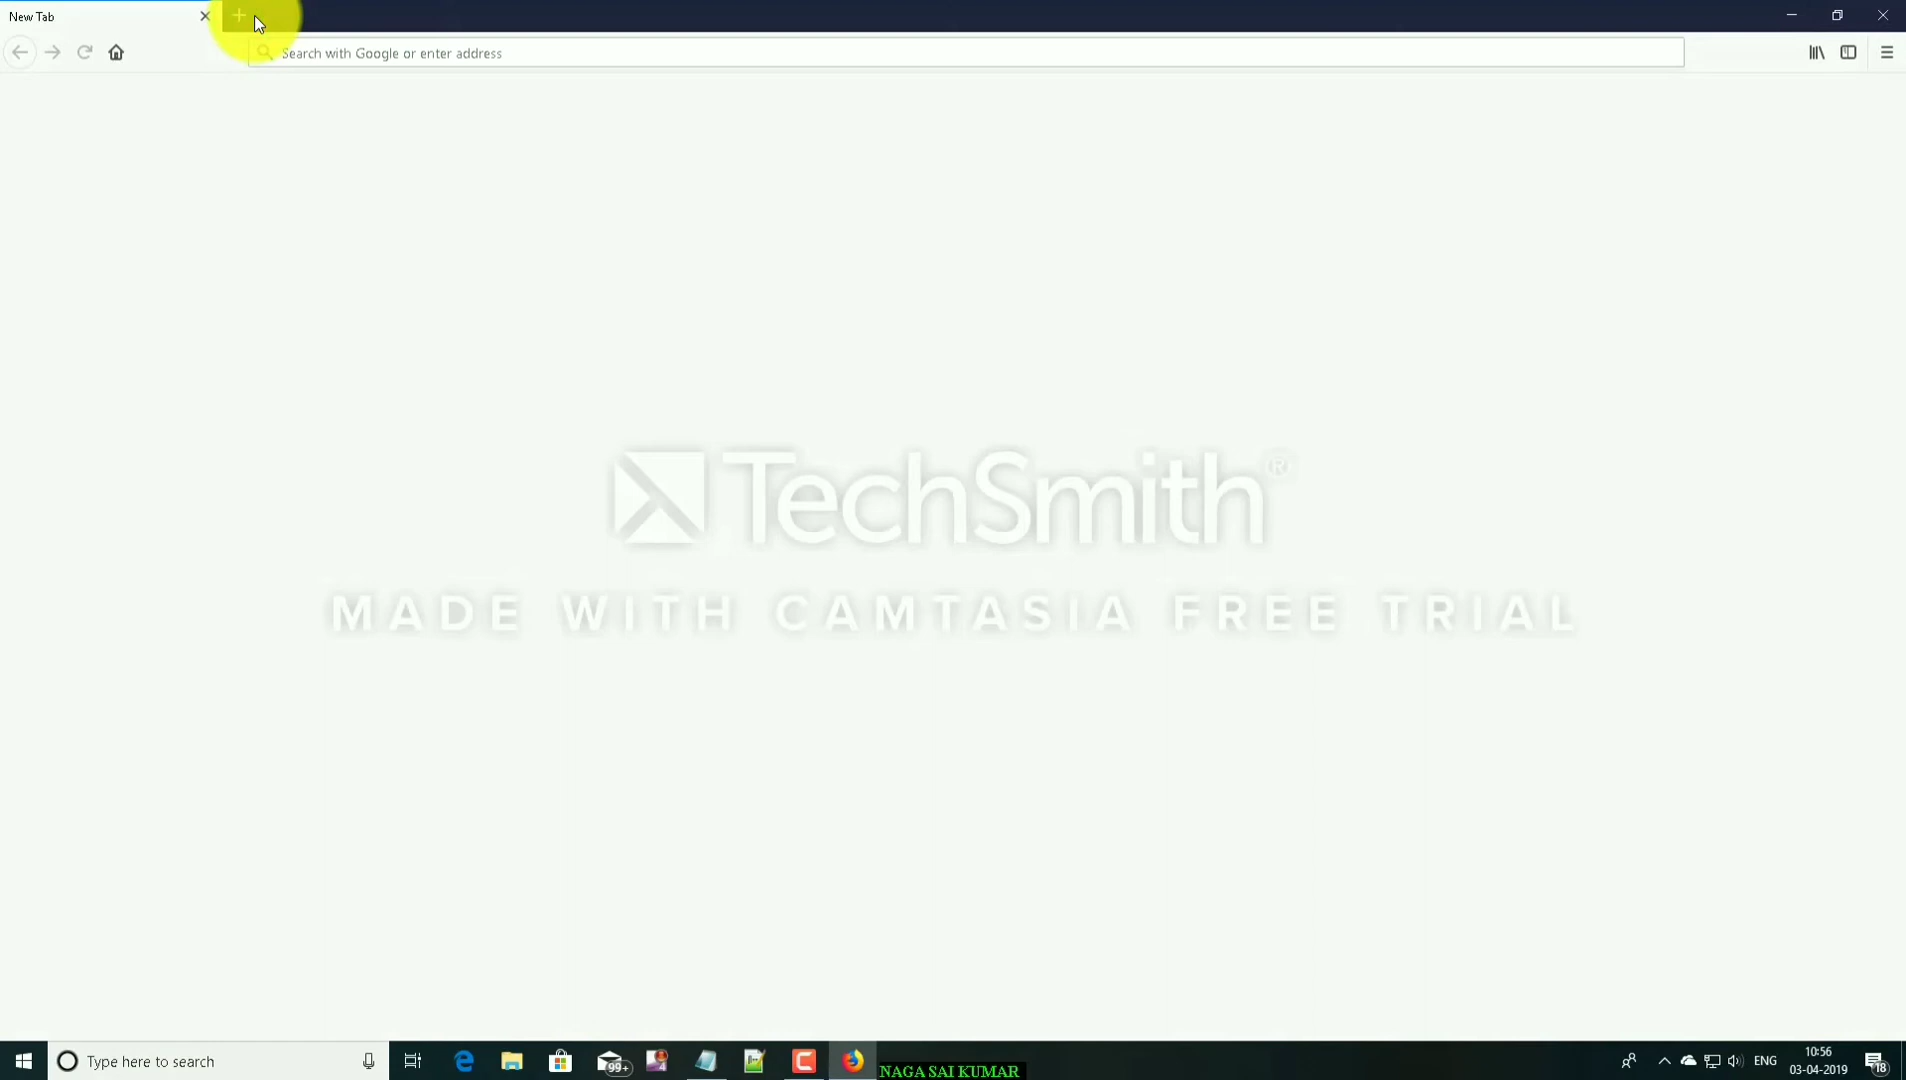 New Tab
Search with Google or enter address
TechSmith®
MADE WITH CAMTASIA FREE TRIAL
Type here to search
99+
4
NAGA SAI KUMAR
ENG
10:56
03-04-2019
18